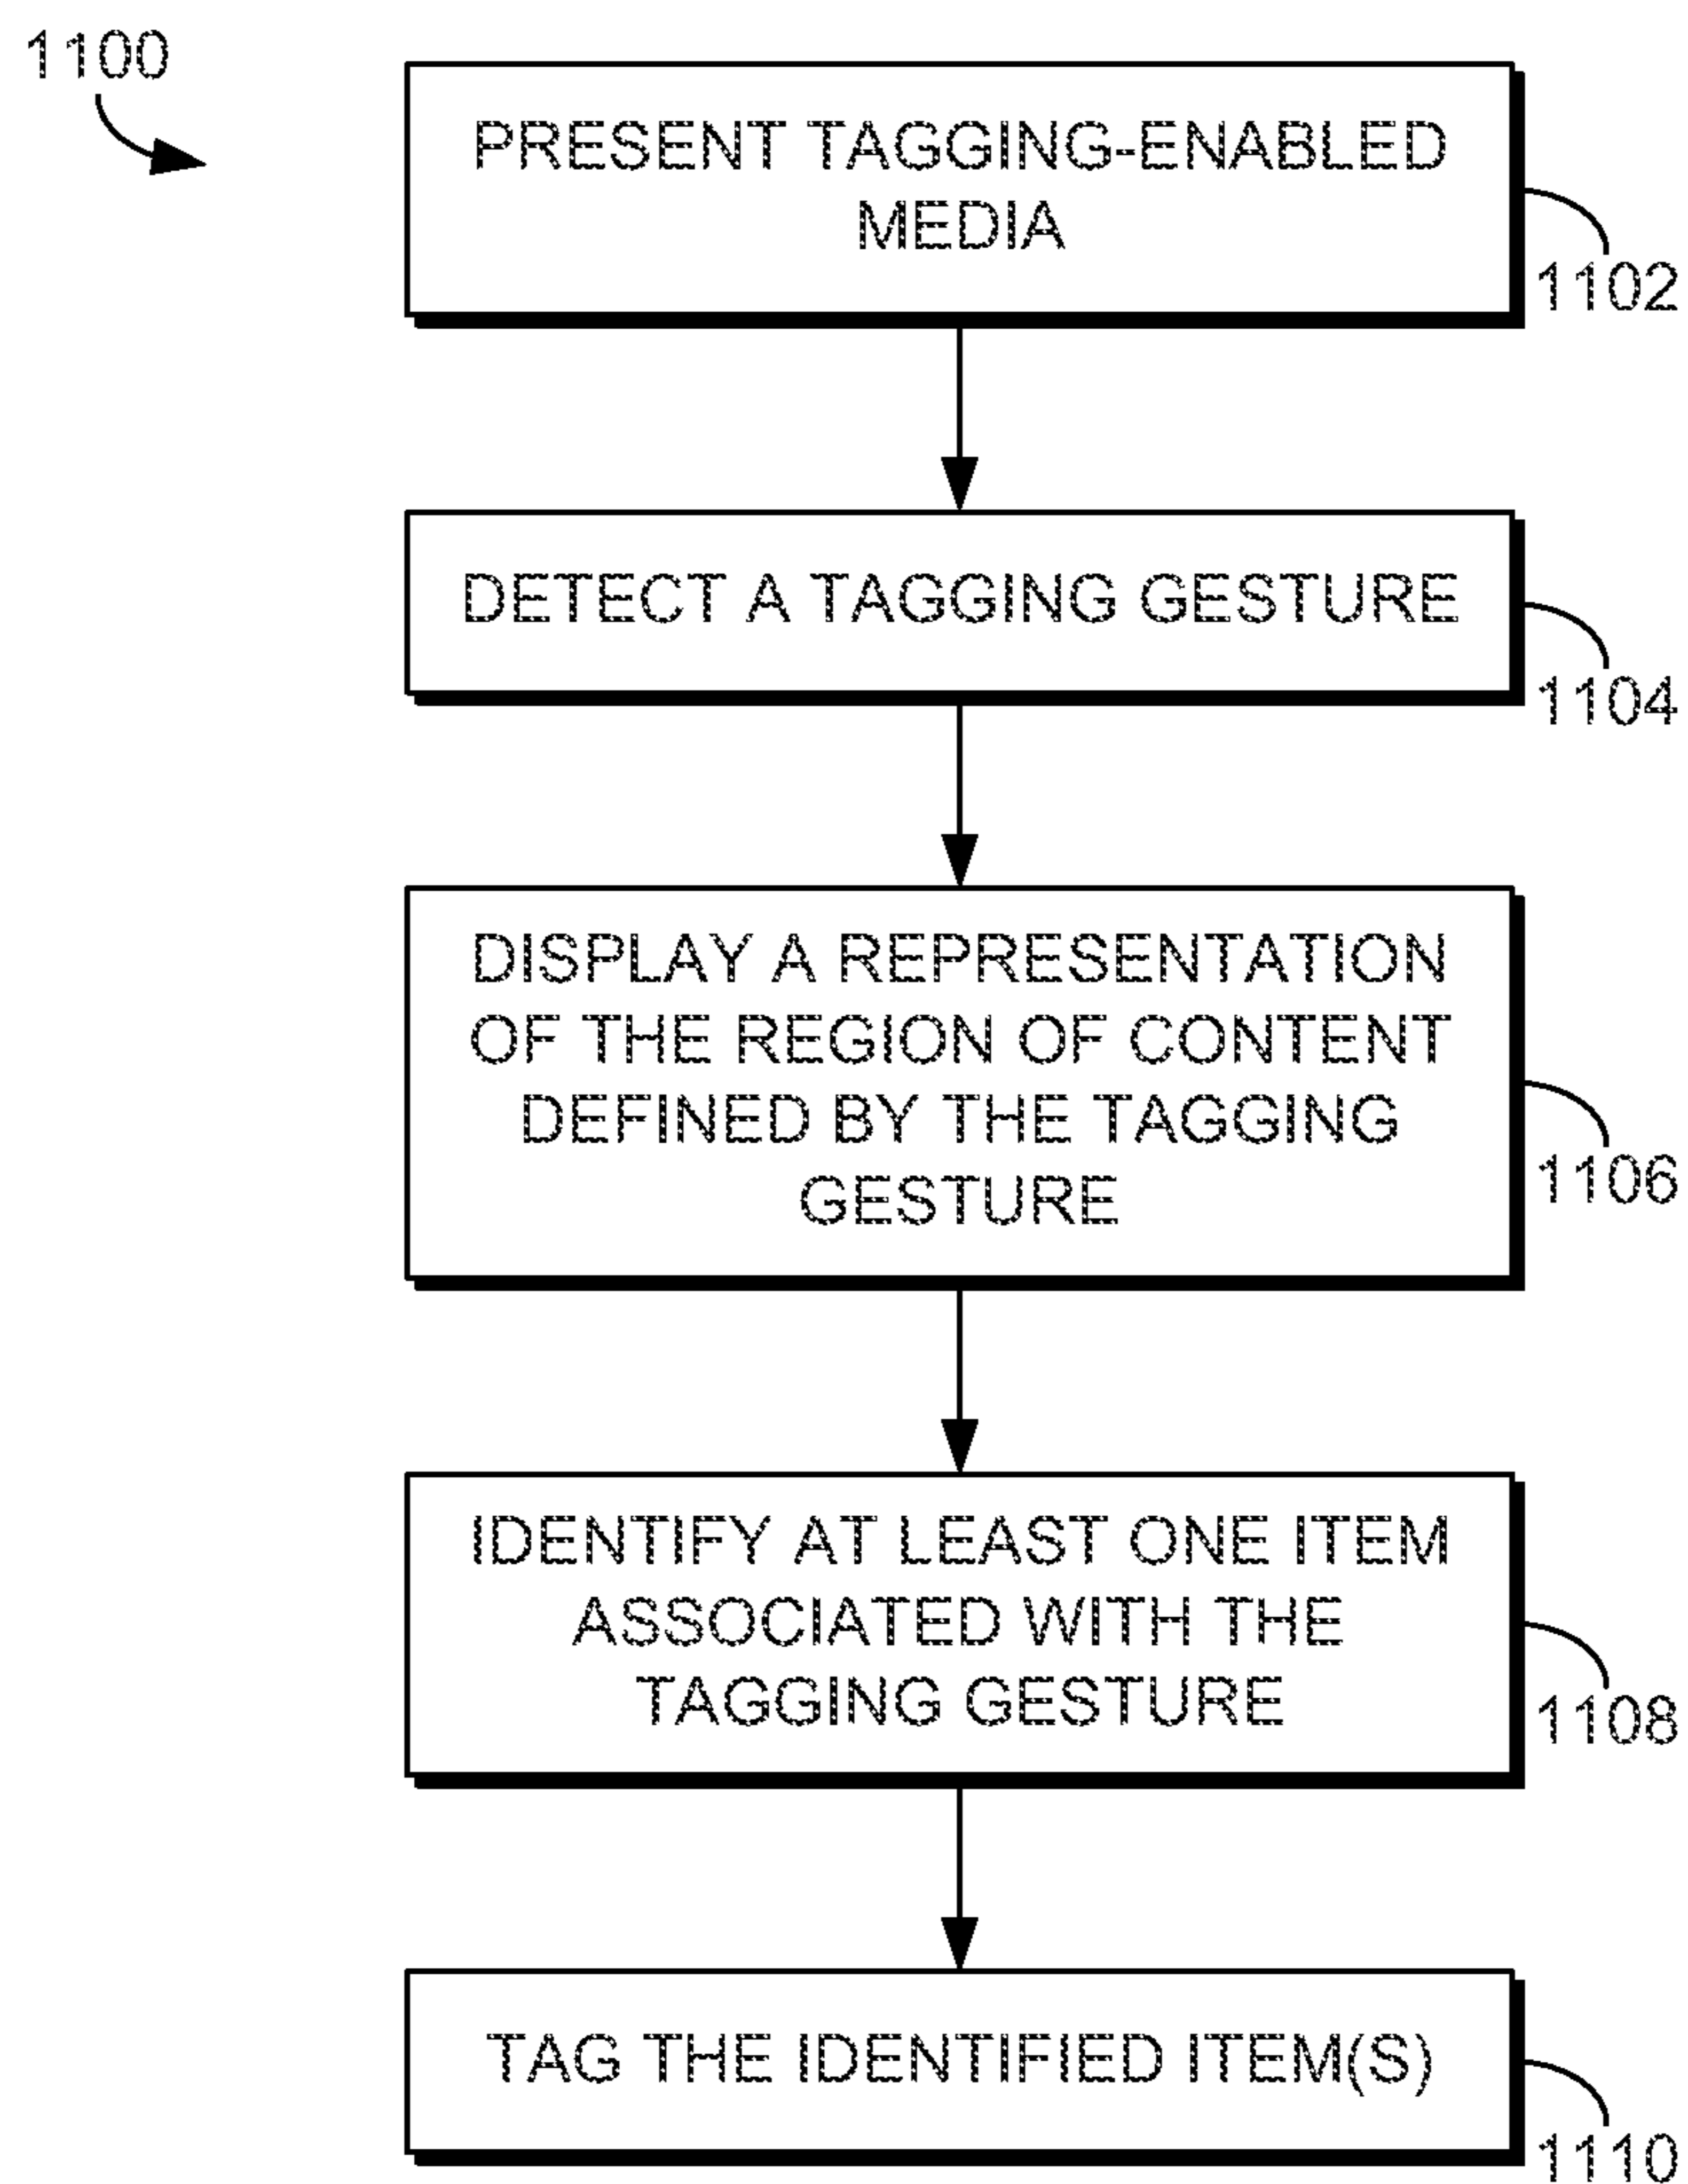 1100
PRESENT TAGGING-ENABLED
MEDIA
1102
DETECT A TAGGING GESTURE
1104
DISPLAY A REPRESENTATION
OF THE REGION OF CONTENT
DEFINED BY THE TAGGING
GESTURE
1106
IDENTIFY AT LEAST ONE ITEM
ASSOCIATED WITH THE
TAGGING GESTURE
1108
TAG THE IDENTIFIED ITEM(S)
1110